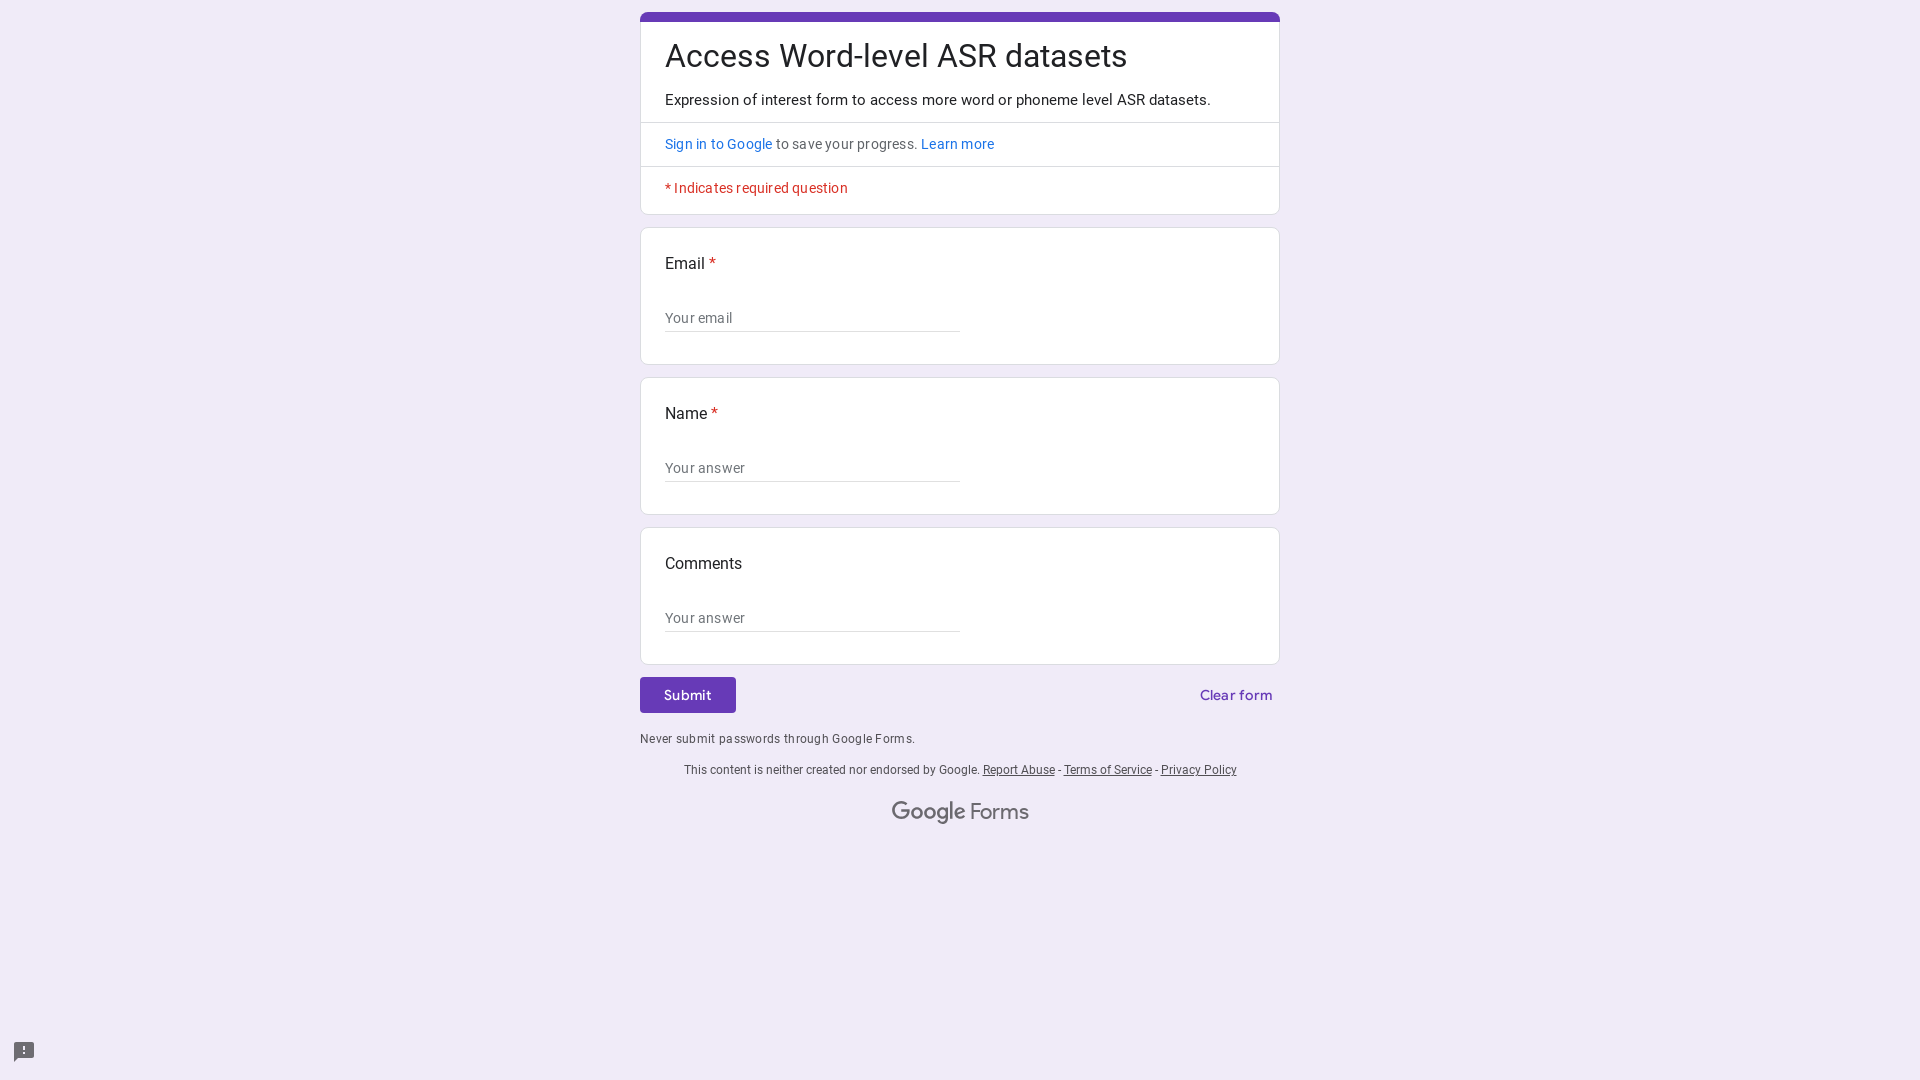 Access Word-level ASR datasets
Expression of interest form to access more word or phoneme level ASR datasets.
Sign in to Google to save your progress. Learn more
* Indicates required question
Email *
Your email
Name *
Your answer
Comments
Your answer
Submit
Clear form
Never submit passwords through Google Forms.
This content is neither created nor endorsed by Google. Report Abuse - Terms of Service - Privacy Policy
Google Forms